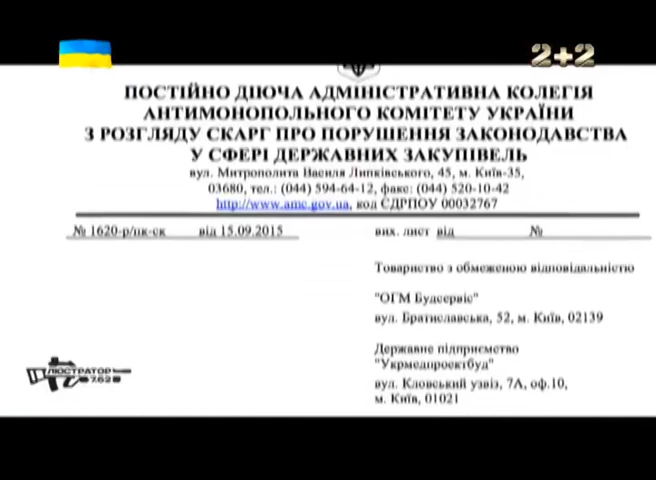 2+2
ПОСТІЙНО ДІЮЧА АДМІНІСТРАТИВНА КОЛЕГІЯ
АНТИМОНОПОЛЬНОГО КОМІТЕТУ УКРАЇНИ
З РОЗГЛЯДУ СКАРГ ПРО ПОРУШЕННЯ ЗАКОНОДАВСТВА
У СФЕРІ ДЕРЖАВНИХ ЗАКУПІВЕЛЬ
вул. Митрополита Василя Липківського, 45, м. Київ-35,
03680, тел.: (044) 594-64-12, факс: (044) 520-10-42
http://www.amc.gov.ua, код ЄДРПОУ 00032767
№ 1620-р/пк-ск від 15.09.2015 вих. лист від №
Товариство з обмеженою відповідальністю
"ОГМ Будсервіс"
вул. Братиславська, 52, м. Київ, 02139
Державне підприємство
"Укрмедпроектбуд"
вул. Кловський узвіз, 7А, оф.10,
м. Київ, 01021
ЛЮСТРАТОР
7.62